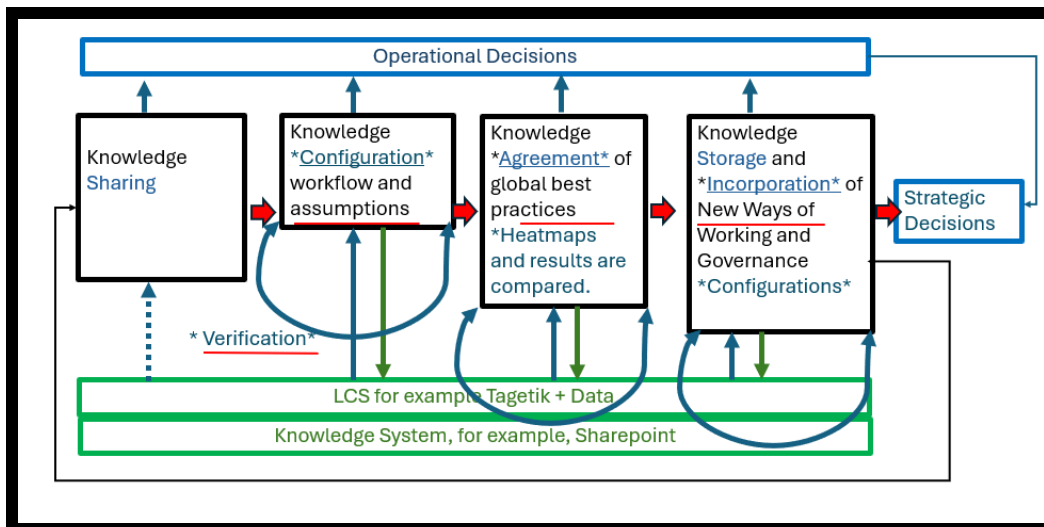 Operational Decisions
Knowledge
Sharing
Knowledge
*Configuration*
workflow and
assumptions
Knowledge
*Agreement* of
global best
practices
*Heatmaps
and results are
compared.
Knowledge
Storage and
*Incorporation* of
New Ways of
Working and
Governance
*Configurations*
Strategic
Decisions
* Verification*
LCS for example Tagetik + Data
Knowledge System, for example, Sharepoint